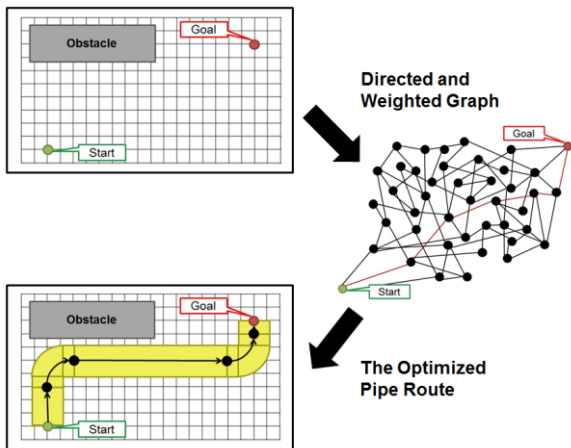 Obstacle
Goal
Start
Directed and
Weighted Graph
Goal
Start
Obstacle
Goal
Start
The Optimized
Pipe Route